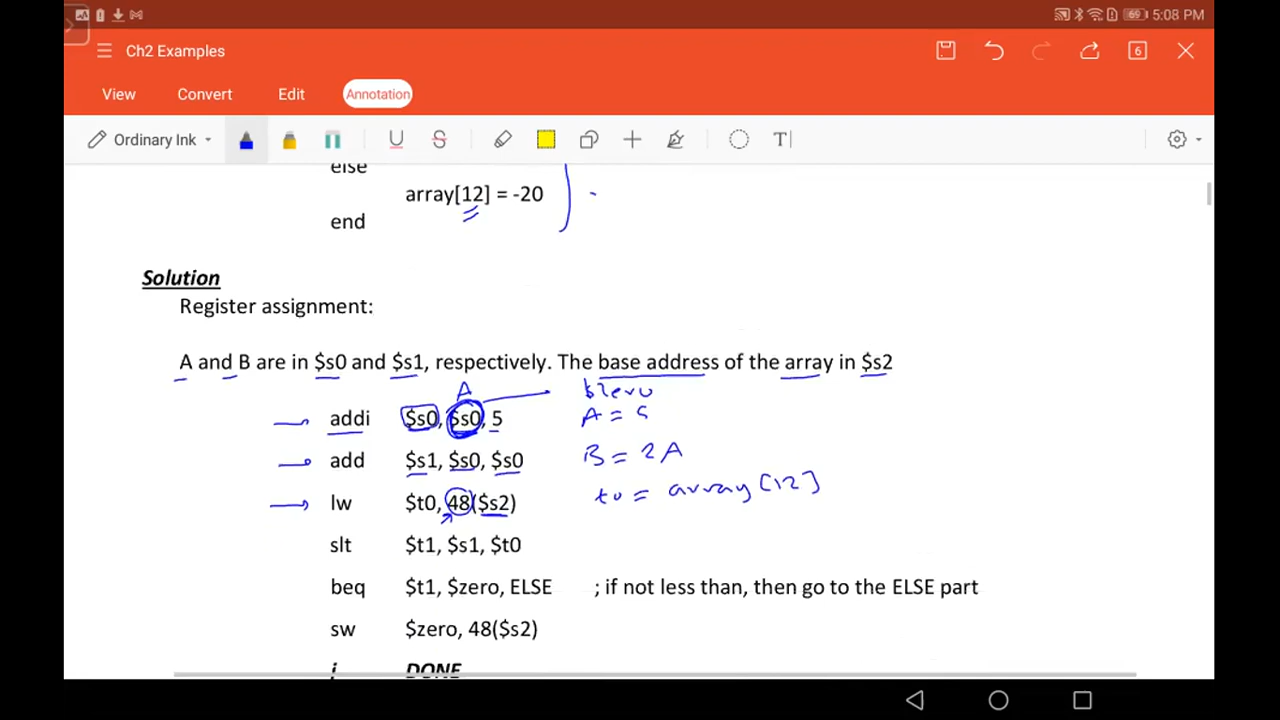 69 5:08 PM
Ch2 Examples
6
View Convert Edit Annotation
Ordinary Ink U S T
else
array[12] = -20
end
Solution
Register assignment:
A and B are in $s0 and $s1, respectively. The base address of the array in $s2
A $zero
addi $s0, $s0, 5 A = 5
add $s1, $s0, $s0 B = 2A
lw $t0, 48($s2) t0 = array[12]
slt $t1, $s1, $t0
beq $t1, $zero, ELSE ; if not less than, then go to the ELSE part
sw $zero, 48($s2)
j DONE